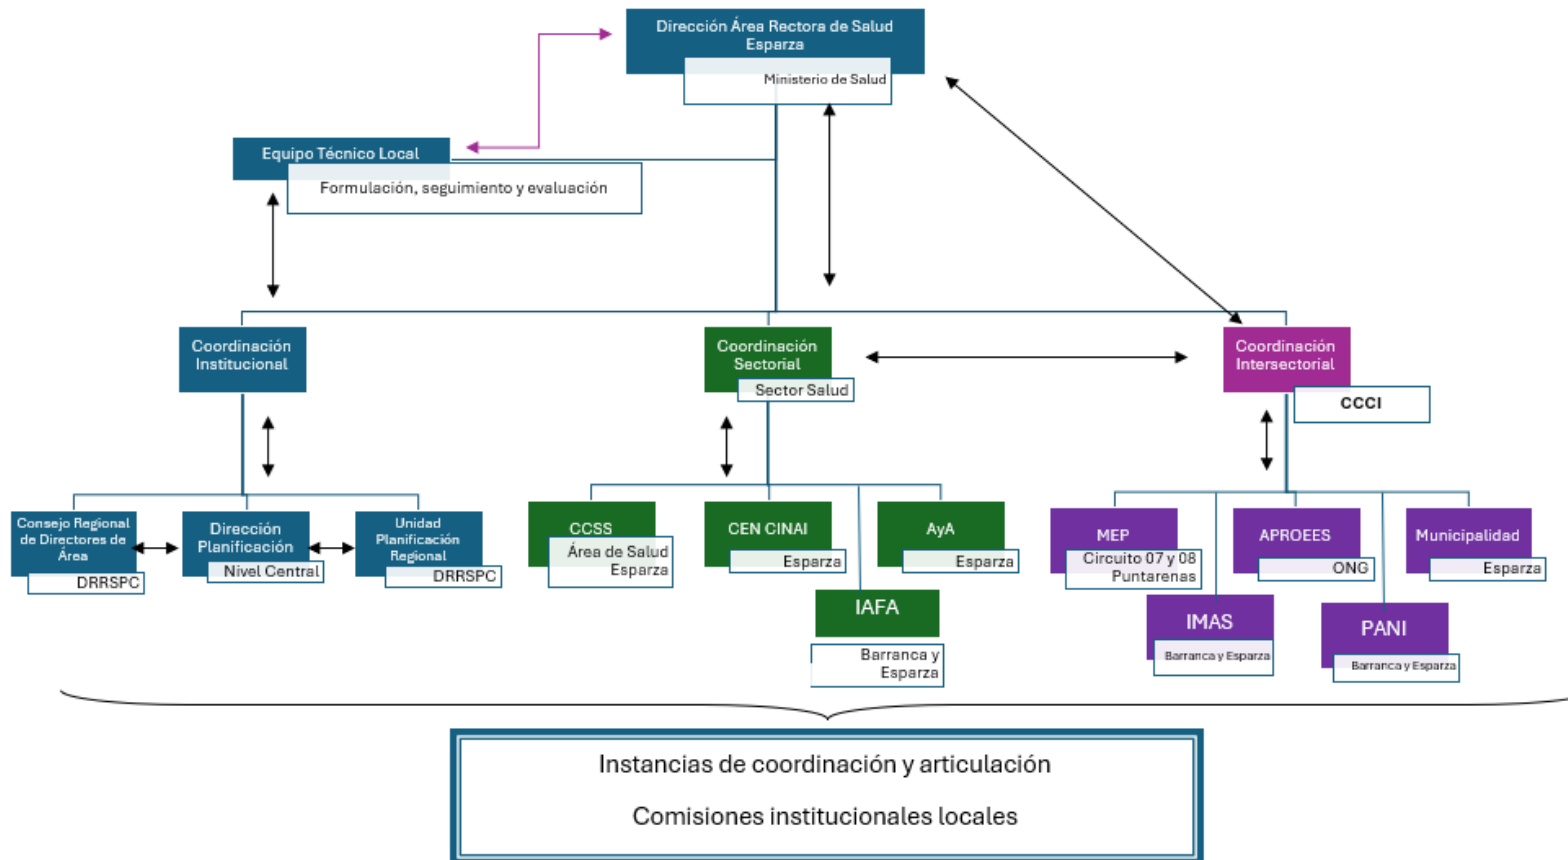 Dirección Área Rectora de Salud
Esparza
Ministerio de Salud
Equipo Técnico Local
Formulación, seguimiento y evaluación
Coordinación
Institucional
Coordinación
Sectorial
Sector Salud
Coordinación
Intersectorial
CCCI
Consejo Regional
de Directores de
Área
DRRSPC
Dirección
Planificación
Nivel Central
Unidad
Planificación
Regional
DRRSPC
CCSS
Área de Salud
Esparza
CEN CINAI
Esparza
AyA
Esparza
IAFA
Barranca y
Esparza
MEP
Circuito 07 y 08
Puntarenas
APROEES
ONG
Municipalidad
Esparza
IMAS
Barranca y Esparza
PANI
Barranca y Esparza
Instancias de coordinación y articulación
Comisiones institucionales locales